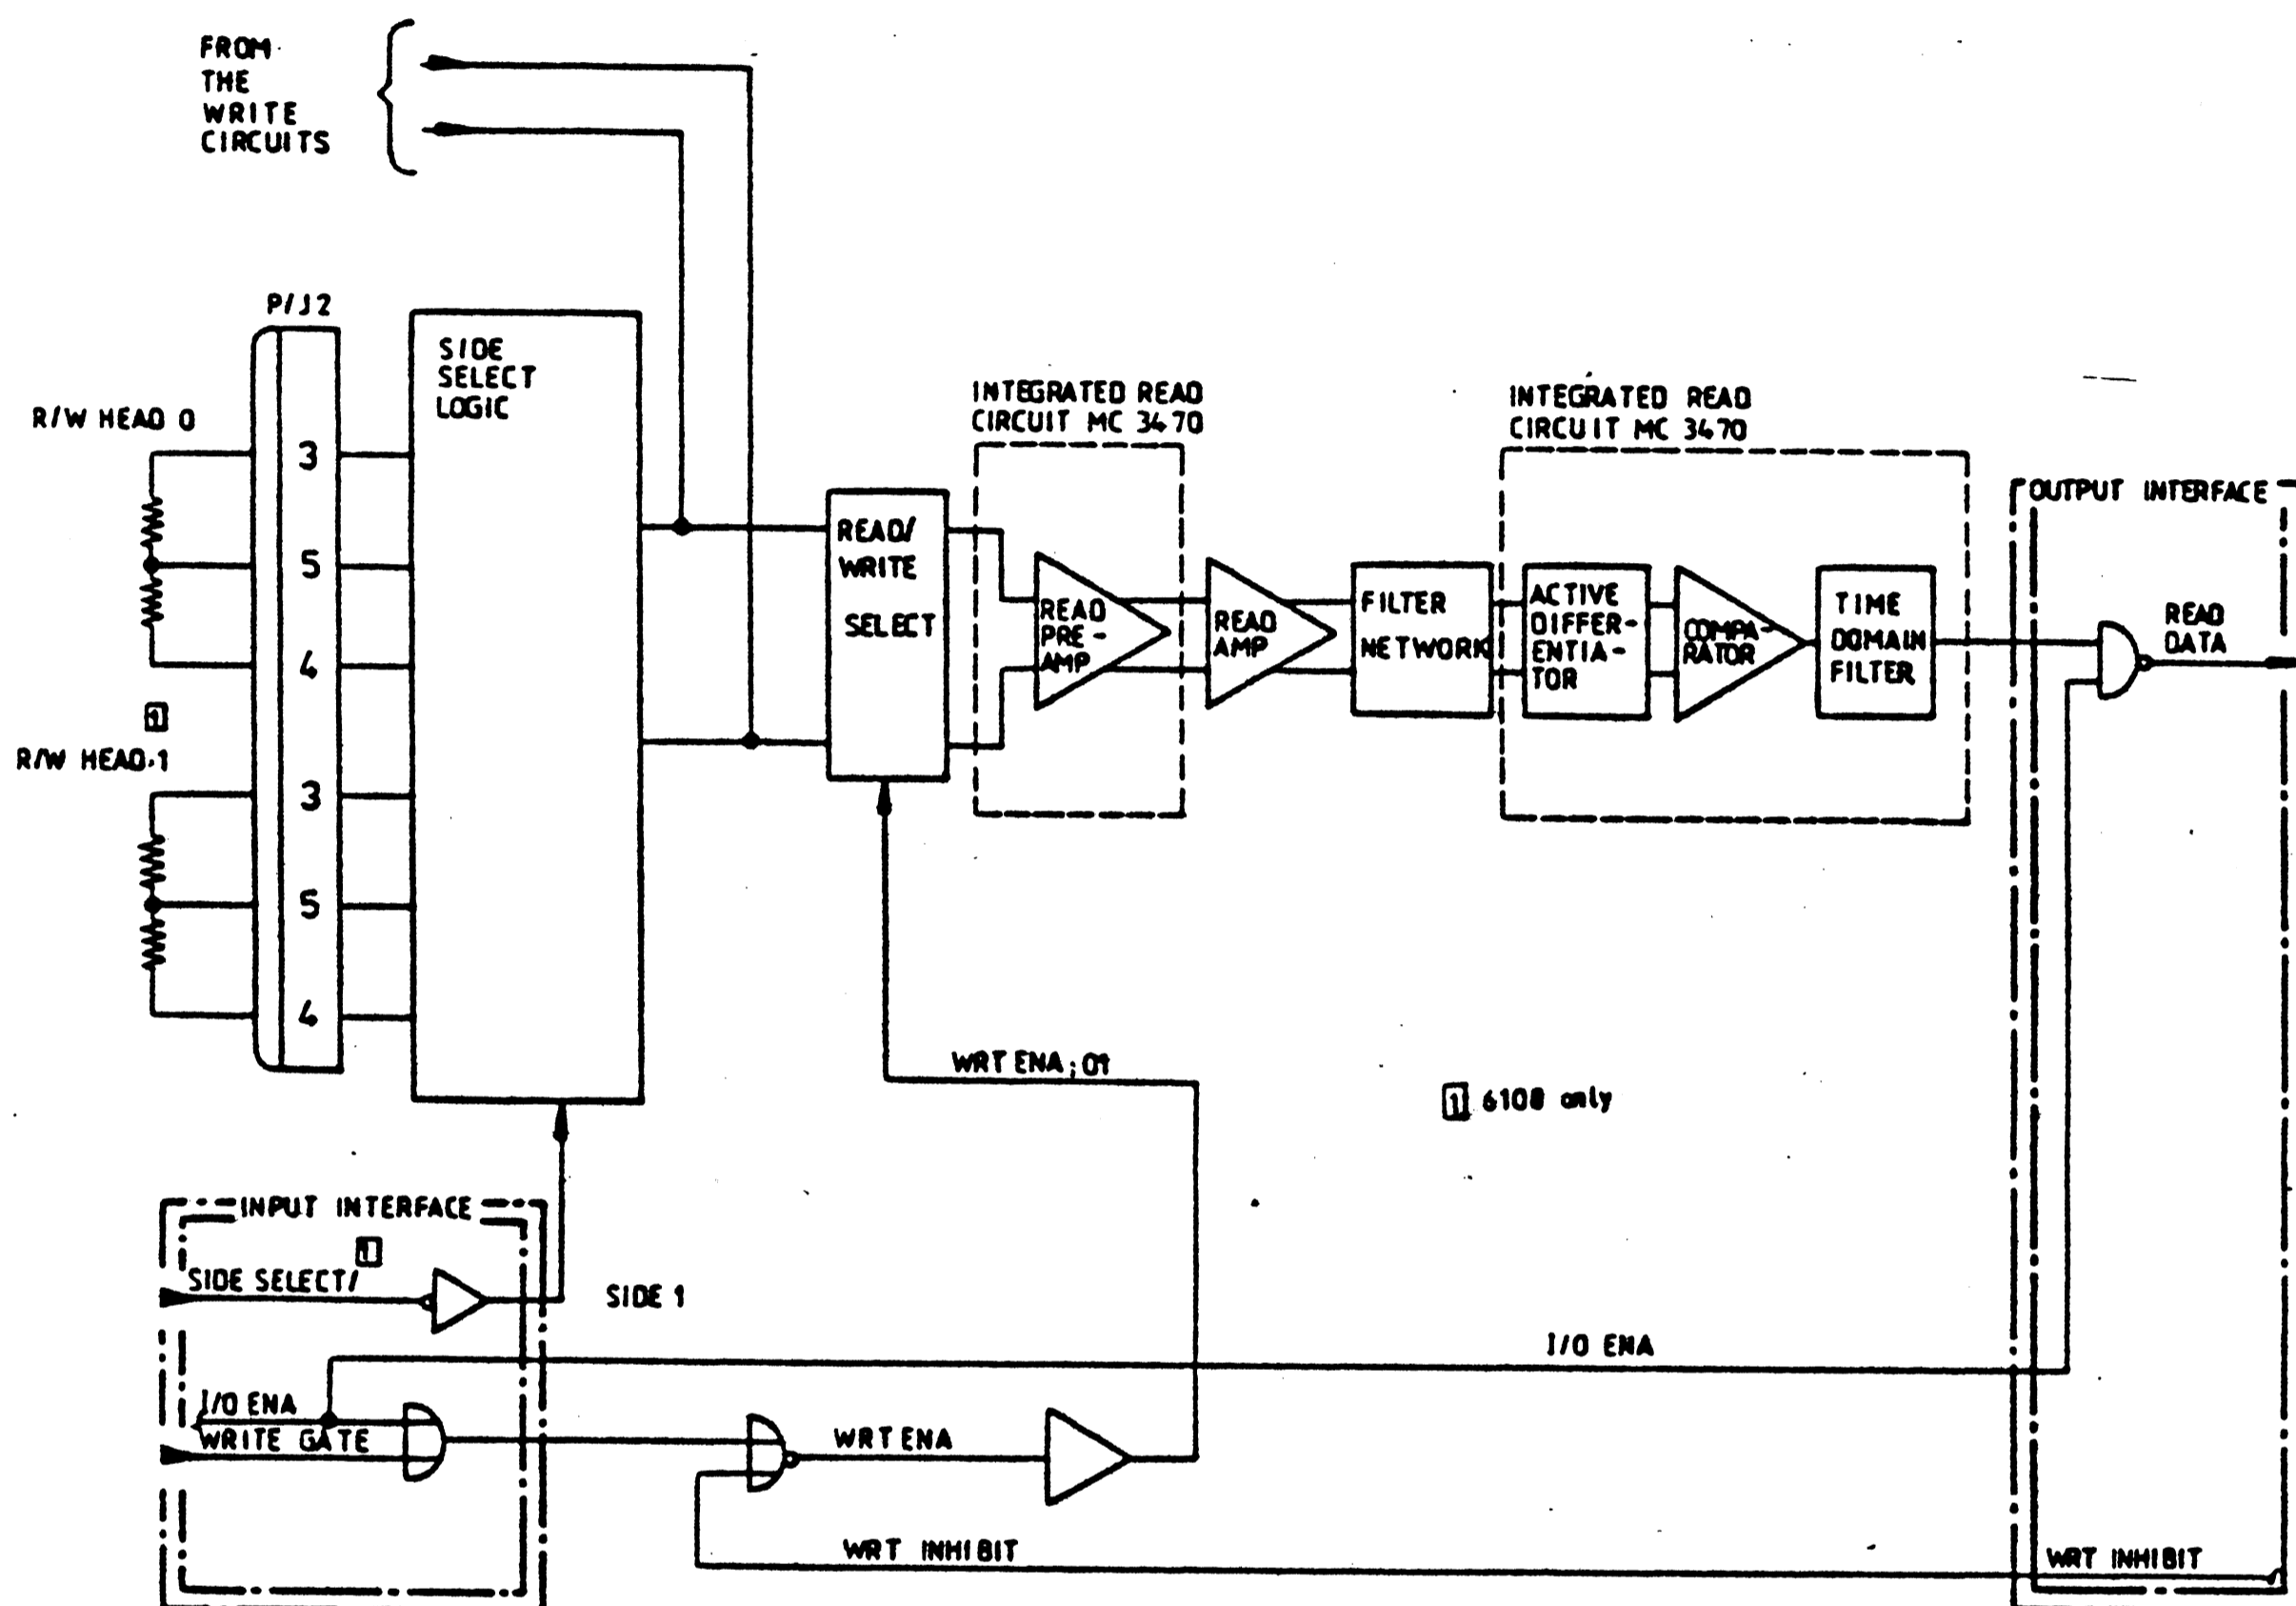 FROM
THE
WRITE
CIRCUITS
P/J2
SIDE
SELECT
LOGIC
R/W HEAD 0
3
5
4
1
R/W HEAD 1
3
5
4
READ/
WRITE
SELECT
INTEGRATED READ
CIRCUIT MC 3470
READ
PRE-
AMP
READ
AMP
FILTER
NETWORK
INTEGRATED READ
CIRCUIT MC 3470
ACTIVE
DIFFER-
ENTIA-
TOR
COMPA-
RATOR
TIME
DOMAIN
FILTER
OUTPUT INTERFACE
READ
DATA
WRT ENA;
1 6108 only
INPUT INTERFACE
1
SIDE SELECT/
SIDE 1
I/O ENA
I/O ENA
WRITE GATE
WRT ENA
WRT INHIBIT
WRT INHIBIT